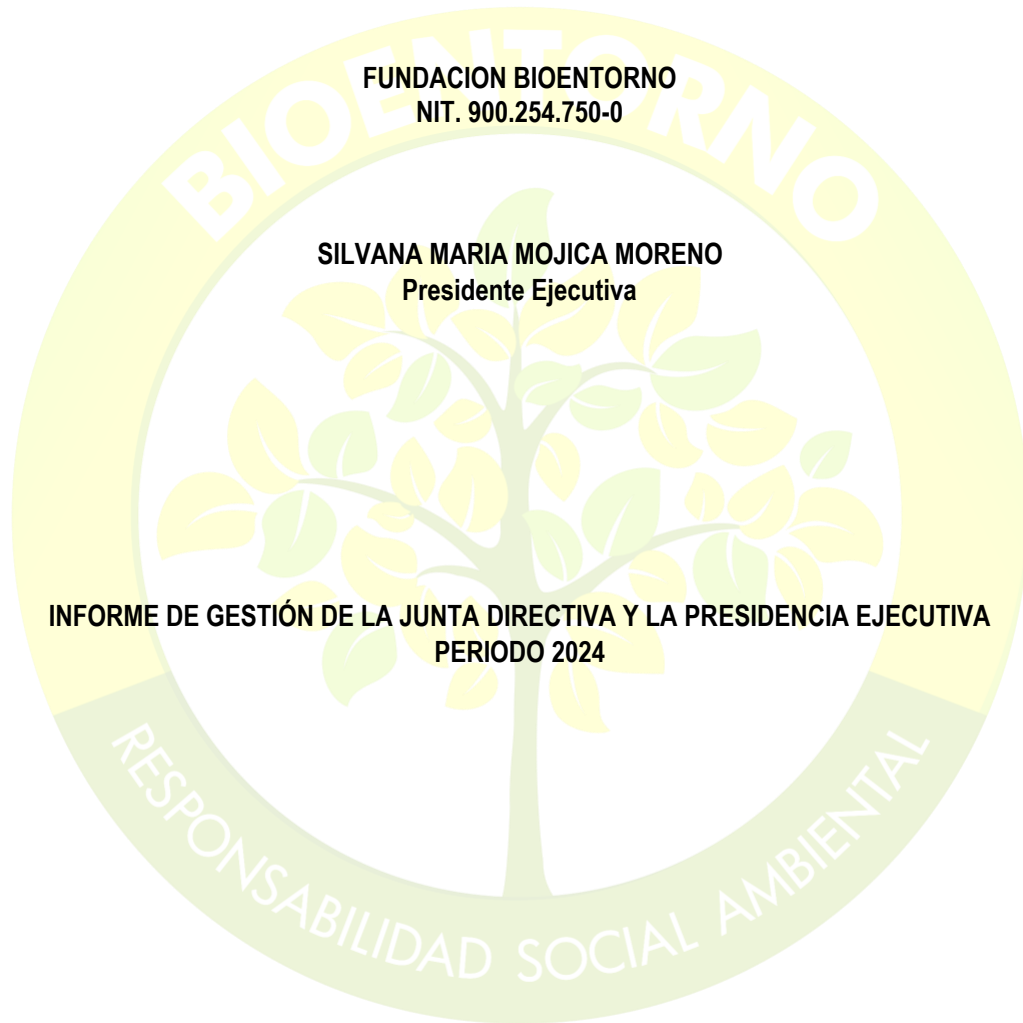 BIOENTORNO
FUNDACION BIOENTORNO
NIT. 900.254.750-0
SILVANA MARIA MOJICA MORENO
Presidente Ejecutiva
INFORME DE GESTIÓN DE LA JUNTA DIRECTIVA Y LA PRESIDENCIA EJECUTIVA
PERIODO 2024
RESPONSABILIDAD SOCIAL AMBIENTAL